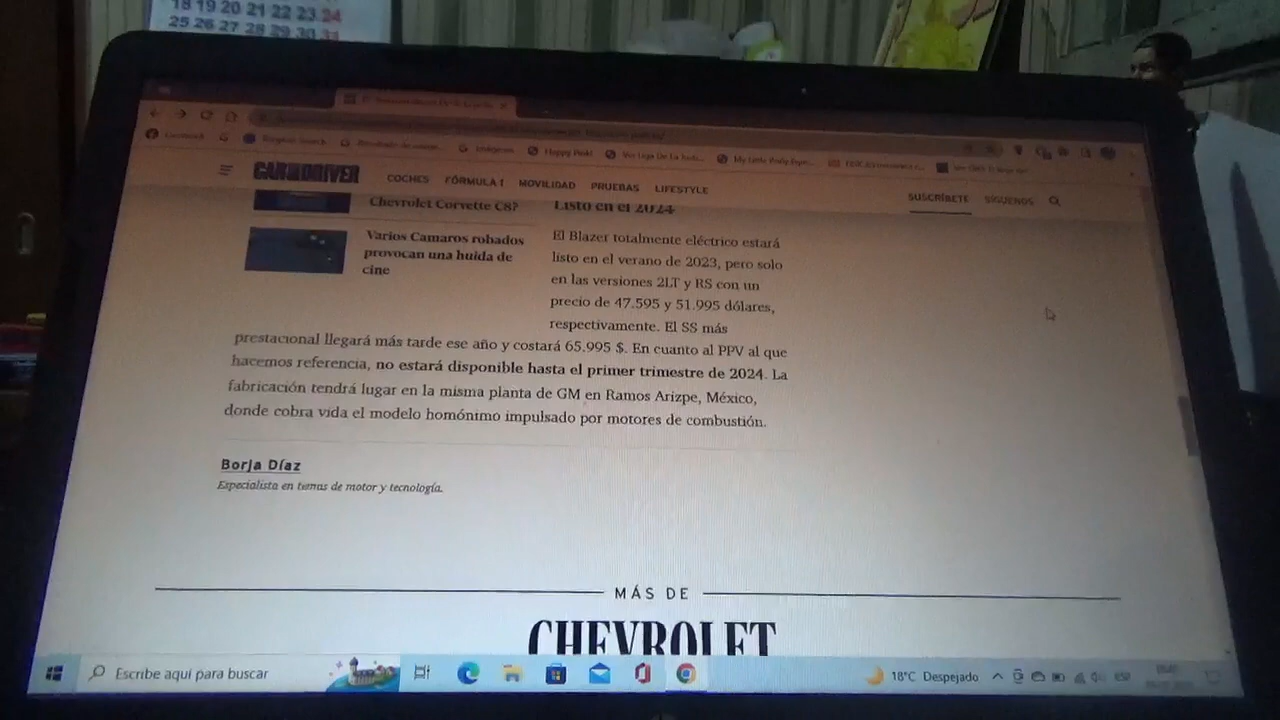 18 19 20 21 22 23 24
25 26 27 28 29 30 31
Facebook
CAR AND DRIVER
COCHES FÓRMULA 1 MOVILIDAD PRUEBAS LIFESTYLE
SUSCRÍBETE SÍGUENOS
Chevrolet Corvette C8?
Varios Camaros robados
provocan una huida de
cine
Listo en el 2024
El Blazer totalmente eléctrico estará
listo en el verano de 2023, pero solo
en las versiones 2LT y RS con un
precio de 47.595 y 51.995 dólares,
respectivamente. El SS más
prestacional llegará más tarde ese año y costará 65.995 $. En cuanto al PPV al que
hacemos referencia, no estará disponible hasta el primer trimestre de 2024. La
fabricación tendrá lugar en la misma planta de GM en Ramos Arizpe, México,
donde cobra vida el modelo homónimo impulsado por motores de combustión.
Borja Díaz
Especialista en temas de motor y tecnología.
MÁS DE
CHEVROLET
Escribe aquí para buscar
18°C Despejado
ESP